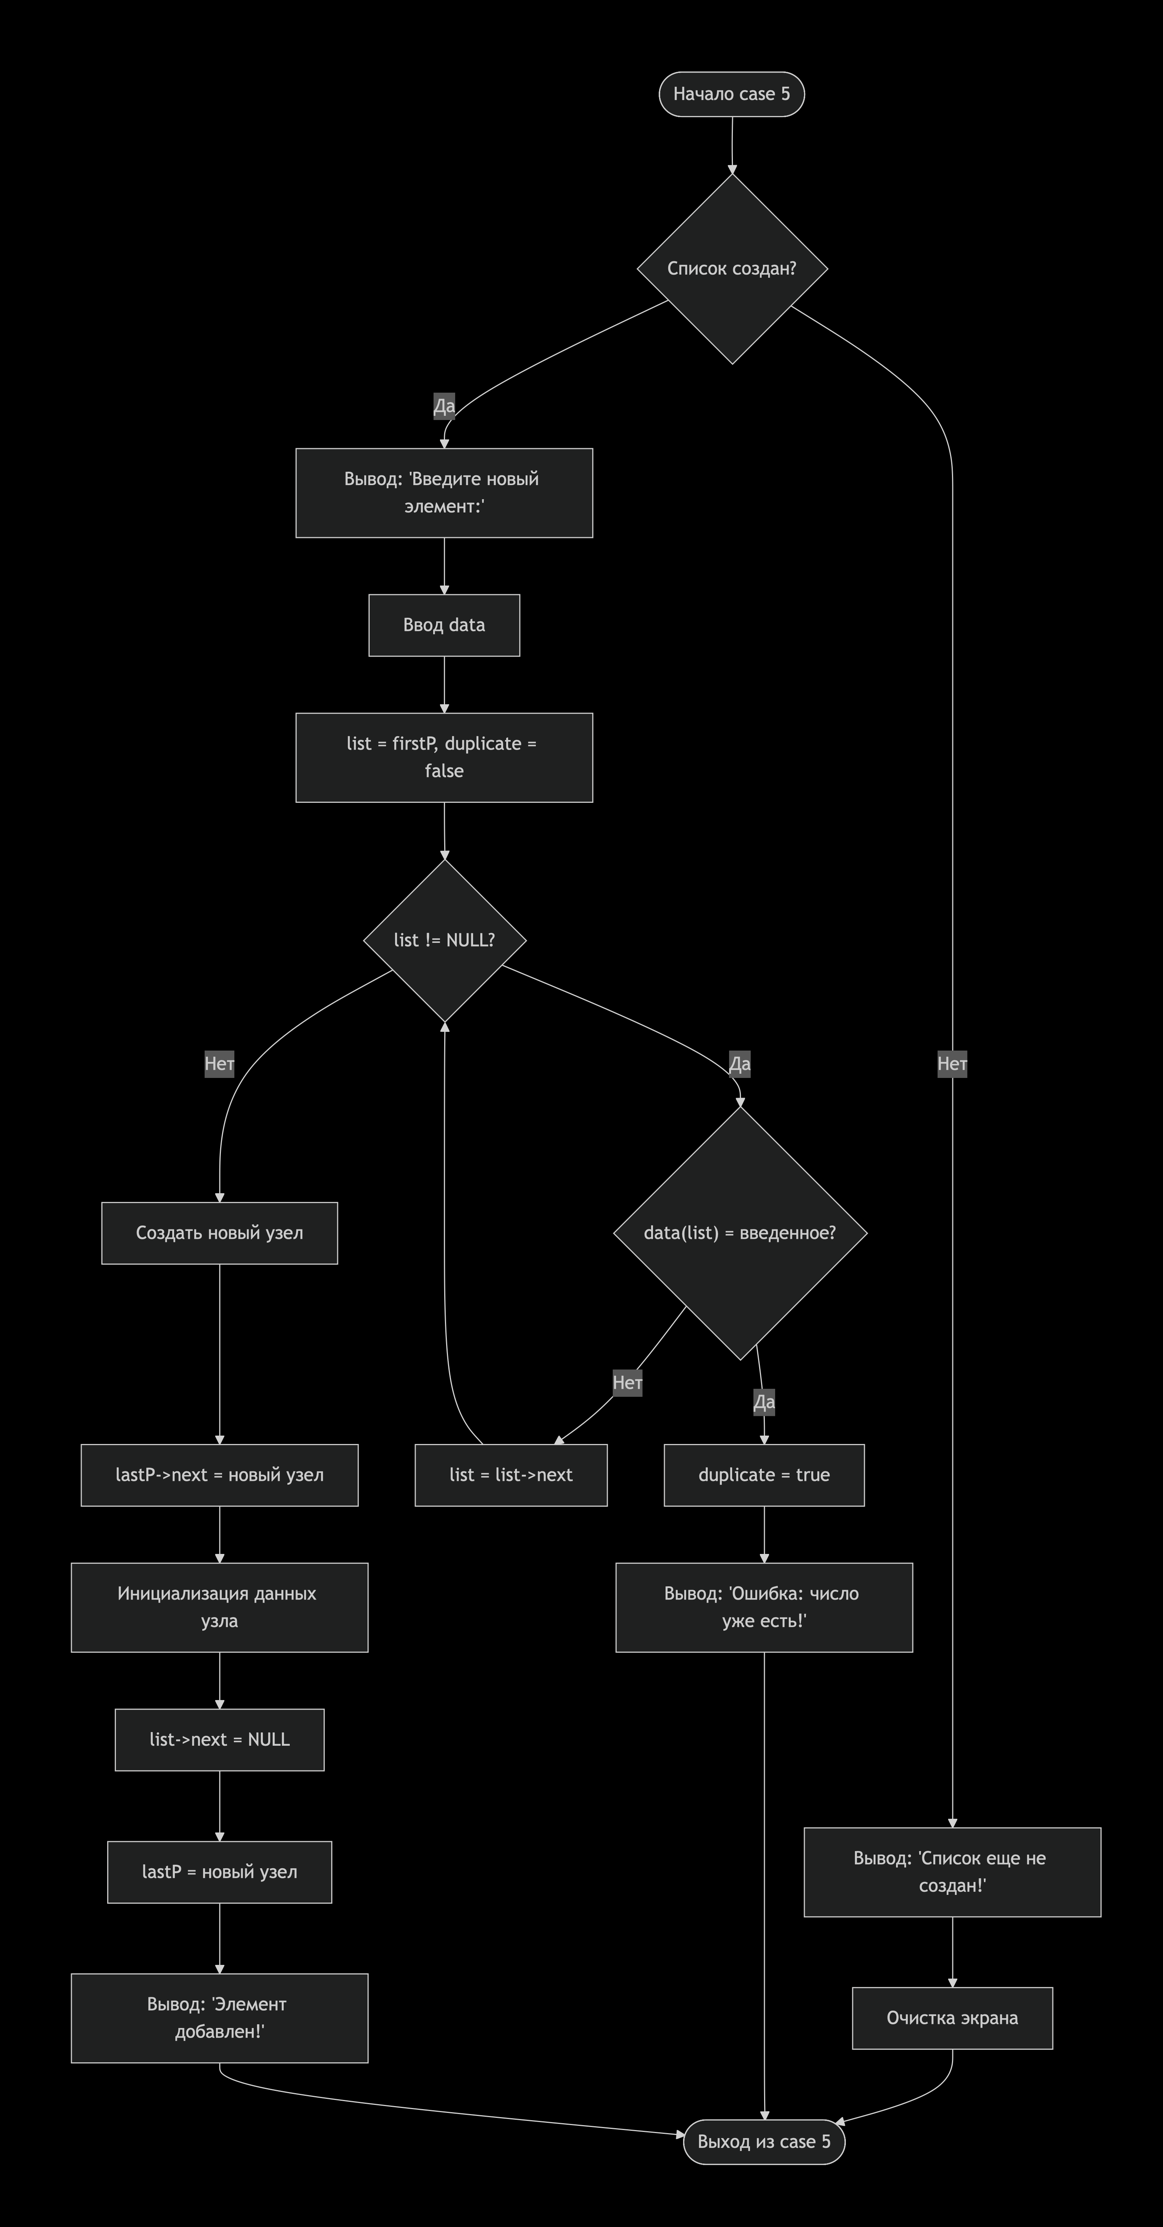 Начало case 5
Список создан?
Да
Вывод: 'Введите новый
элемент:'
Ввод data
list = firstP, duplicate =
false
list != NULL?
Нет
Да
Нет
Создать новый узел
data(list) = введенное?
Нет
Да
lastP->next = новый узел
list = list->next
duplicate = true
Инициализация данных
узла
Вывод: 'Ошибка: число
уже есть!'
list->next = NULL
lastP = новый узел
Вывод: 'Список еще не
создан!'
Вывод: 'Элемент
добавлен!'
Очистка экрана
Выход из case 5